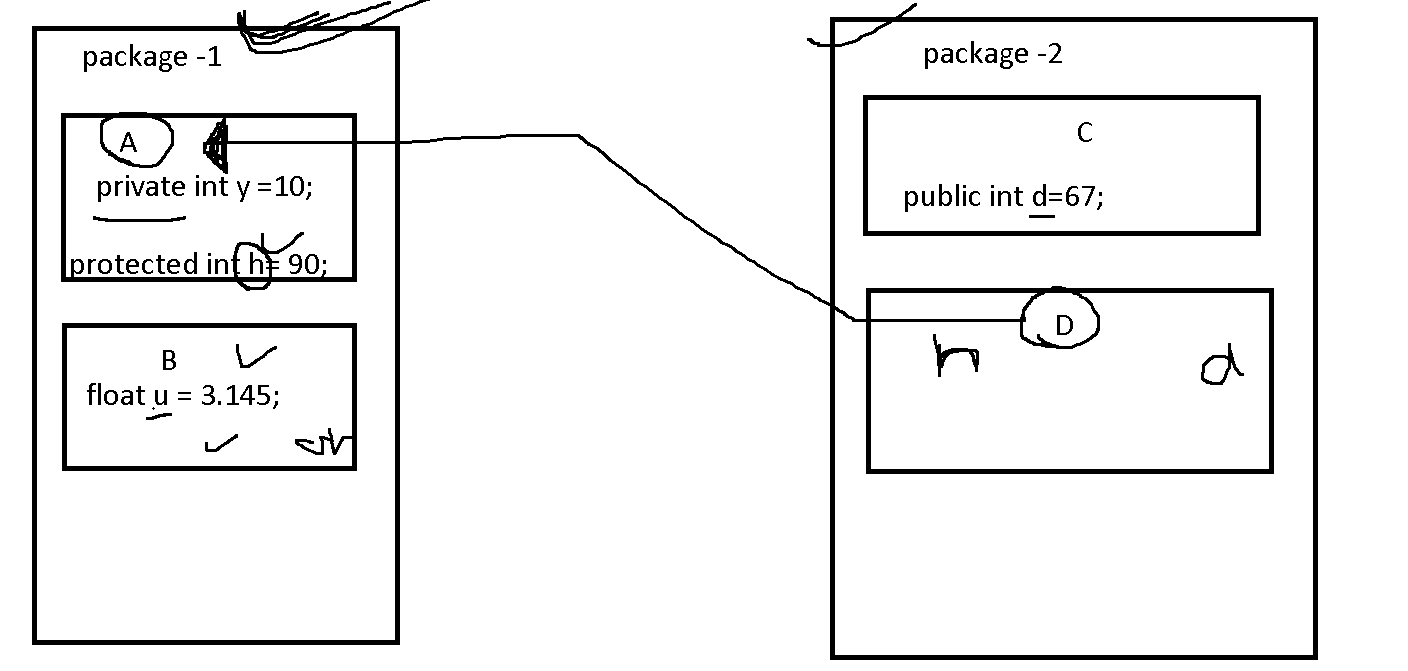 package -1
A
private int y =10;
protected int h= 90;
B
float u = 3.145;
package -2
C
public int d=67;
D
h d